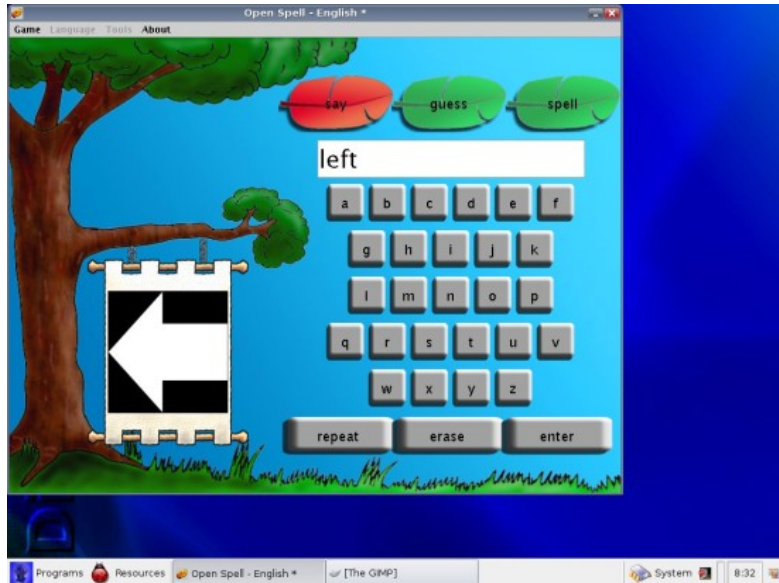 Open Spell - English *
Game Language Tools About
say guess spell
left
a b c d e f
g h i j k
l m n o p
q r s t u v
w x y z
repeat erase enter
Programs Resources Open Spell - English * [The GIMP] System 8:32